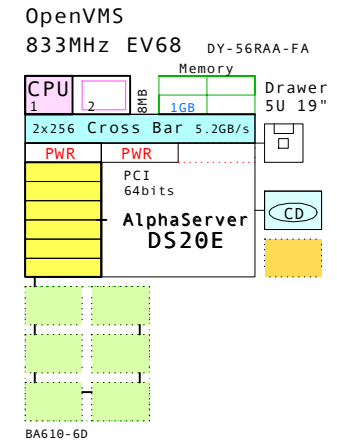 OpenVMS
833MHz EV68 DY-56RAA-FA
Memory
CPU
1 2 8MB 1GB
Drawer
5U 19"
2x256 Cross Bar 5.2GB/s
PWR PWR
PCI
64bits
AlphaServer
DS20E
CD
BA610-6D